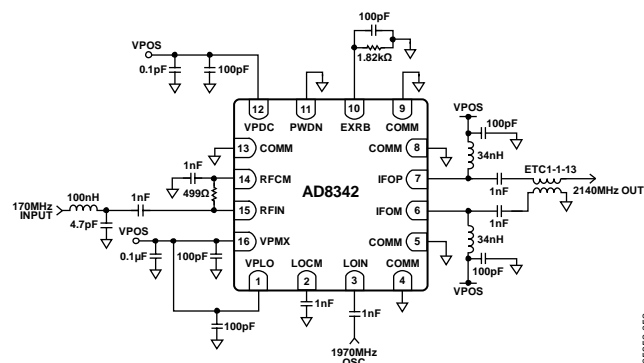 100pF
VPOS
1.82kΩ
0.1pF
100pF
VPOS
100pF
12
11
10
9
VPDC
PWDN
EXRB
COMM
13
COMM
COMM
8
34nH
ETC1-1-13
1nF
14
RFCM
IFOP
7
100nH
1nF
499Ω
AD8342
1nF
2140MHz OUT
170MHz
INPUT
15
RFIN
IFOM
6
4.7pF
1nF
VPOS
16
VPMX
COMM
5
34nH
0.1µF
100pF
VPLO
LOCM
LOIN
COMM
100pF
1
2
3
4
VPOS
1nF
100pF
1nF
1970MHz
OSC